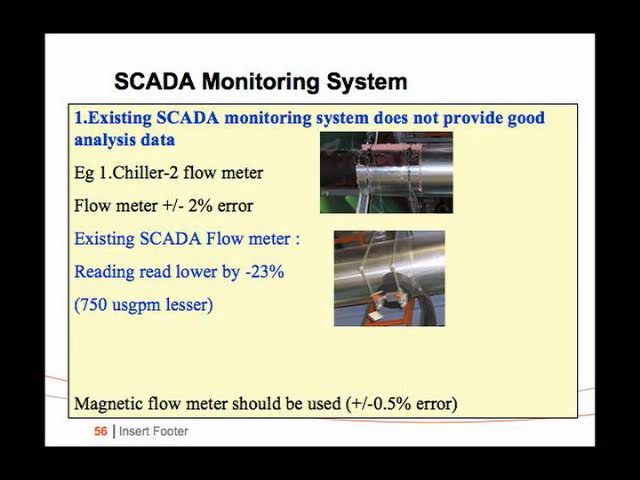 SCADA Monitoring System
1.Existing SCADA monitoring system does not provide good
analysis data
Eg 1.Chiller-2 flow meter
Flow meter +/- 2% error
Existing SCADA Flow meter :
Reading read lower by -23%
(750 usgpm lesser)
Magnetic flow meter should be used (+/-0.5% error)
56 | Insert Footer